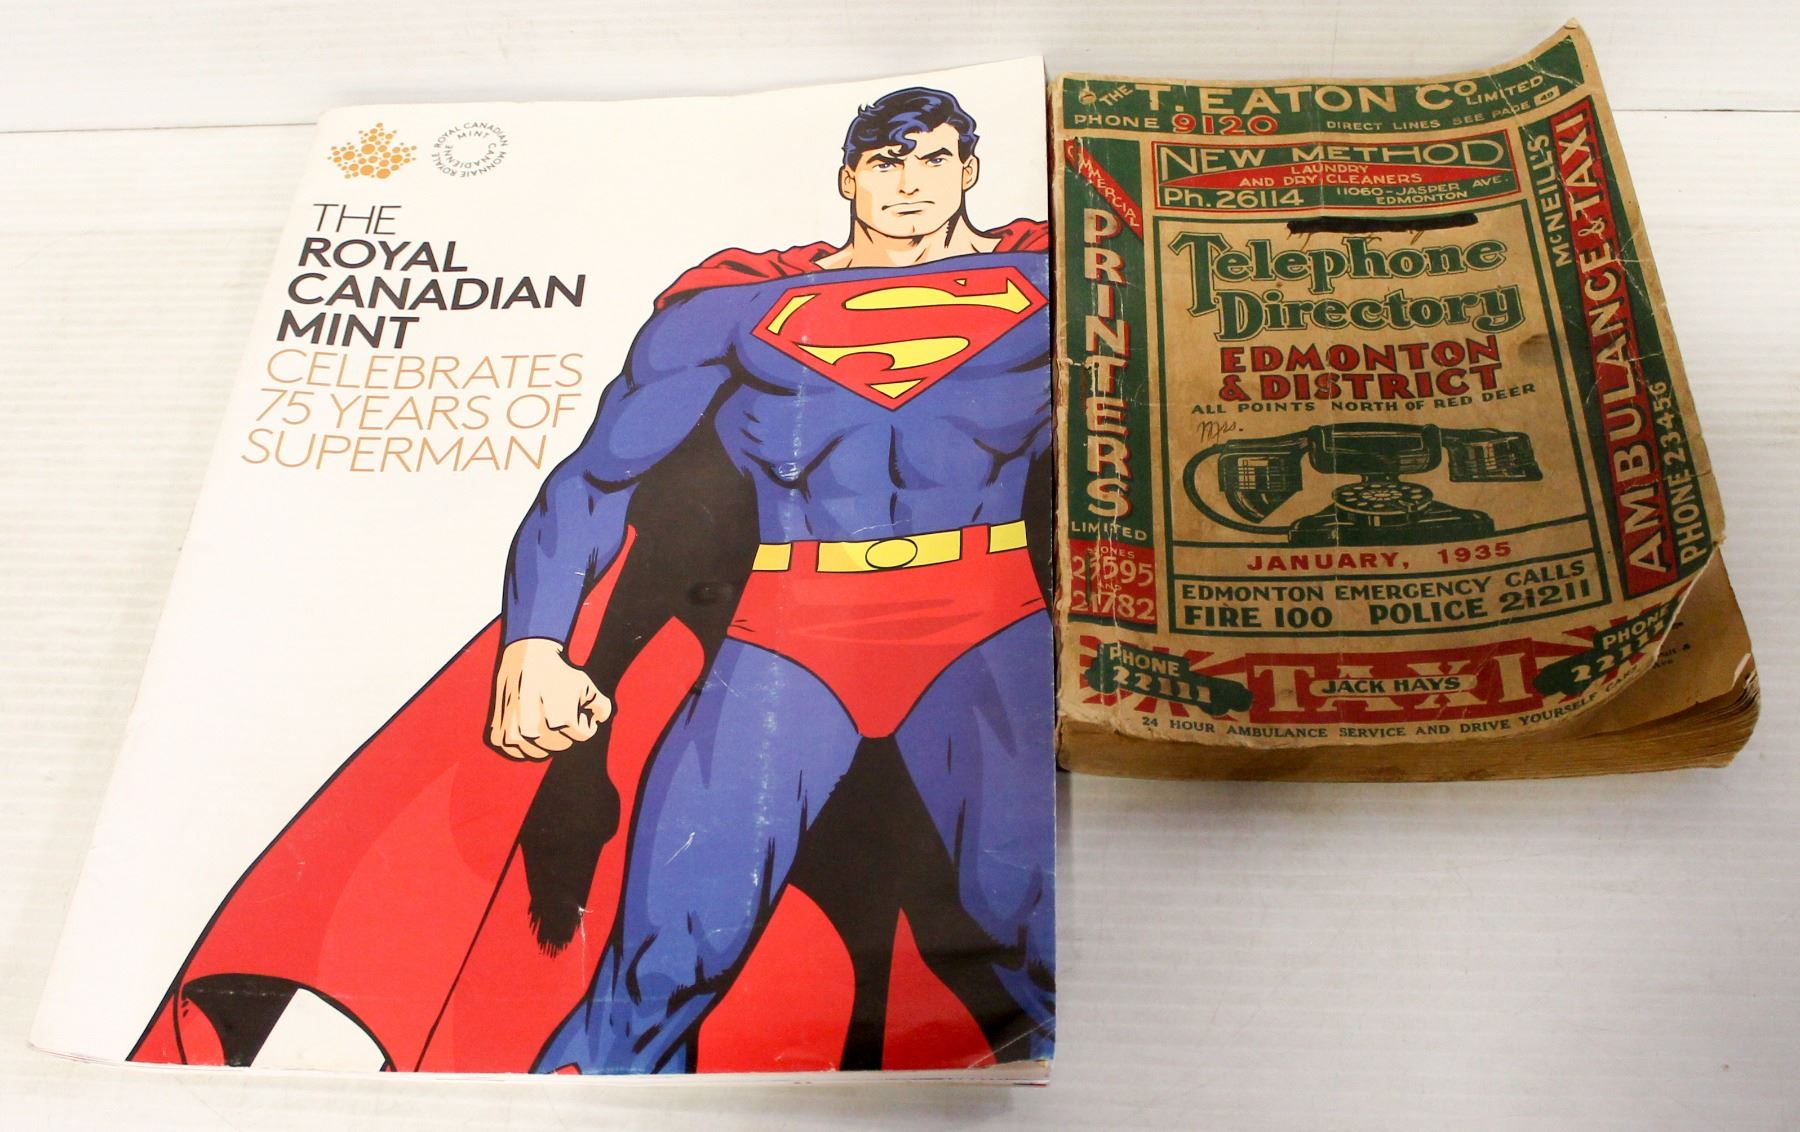 ROYAL CANADIAN MINT
MONNAIE ROYALE CANADIENNE
THE
ROYAL
CANADIAN
MINT
CELEBRATES
75 YEARS OF
SUPERMAN
THE T. EATON Co LIMITED
PHONE 9120 DIRECT LINES SEE PAGE 49
COMMERCIAL
PRINTERS
LIMITED
PHONES
23595
AND
21782
NEW METHOD
LAUNDRY
AND DRY CLEANERS
Ph. 26114 11060-JASPER AVE.
EDMONTON
Telephone
Directory
EDMONTON
& DISTRICT
ALL POINTS NORTH OF RED DEER
Mrs.
JANUARY, 1935
EDMONTON EMERGENCY CALLS
FIRE 100 POLICE 21211
McNEILL'S
AMBULANCE & TAXI
PHONE 23456
PHONE
22111
TAXI
JACK HAYS
PHONE
22111
24 HOUR AMBULANCE SERVICE AND DRIVE YOURSELF CARS